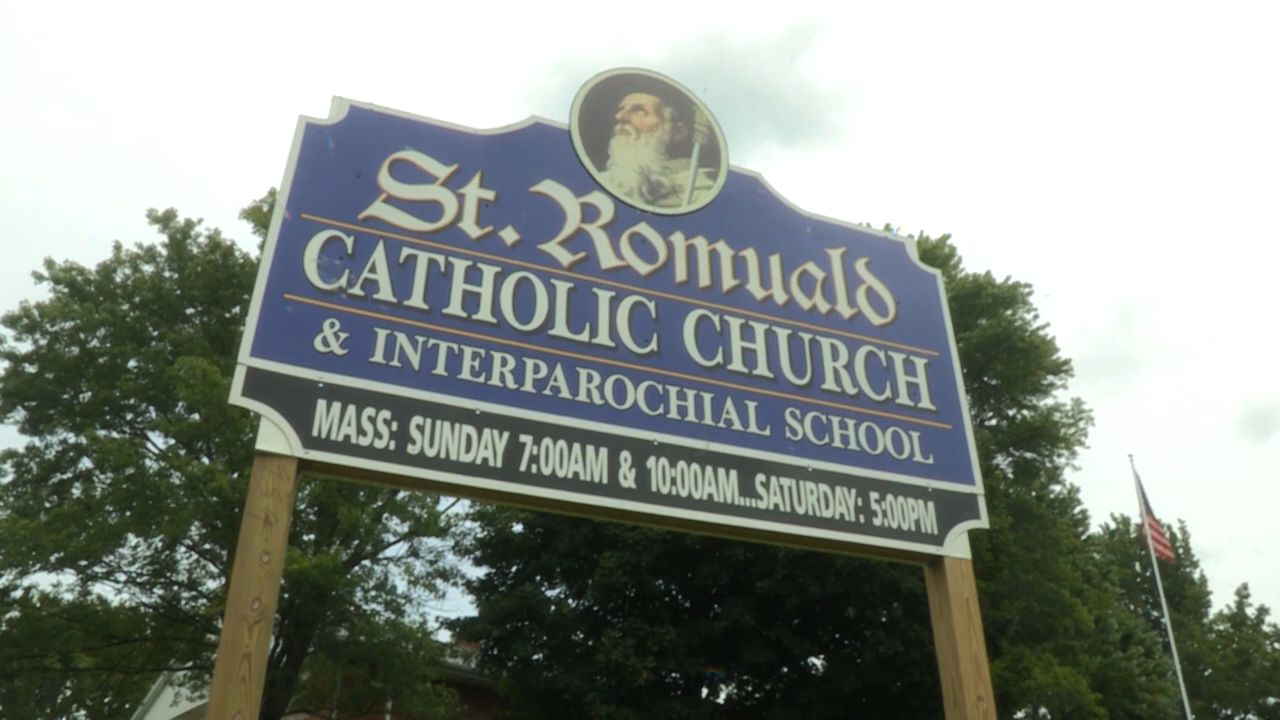 St. Romuald
CATHOLIC CHURCH
& INTERPAROCHIAL SCHOOL
MASS: SUNDAY 7:00AM & 10:00AM...SATURDAY: 5:00PM